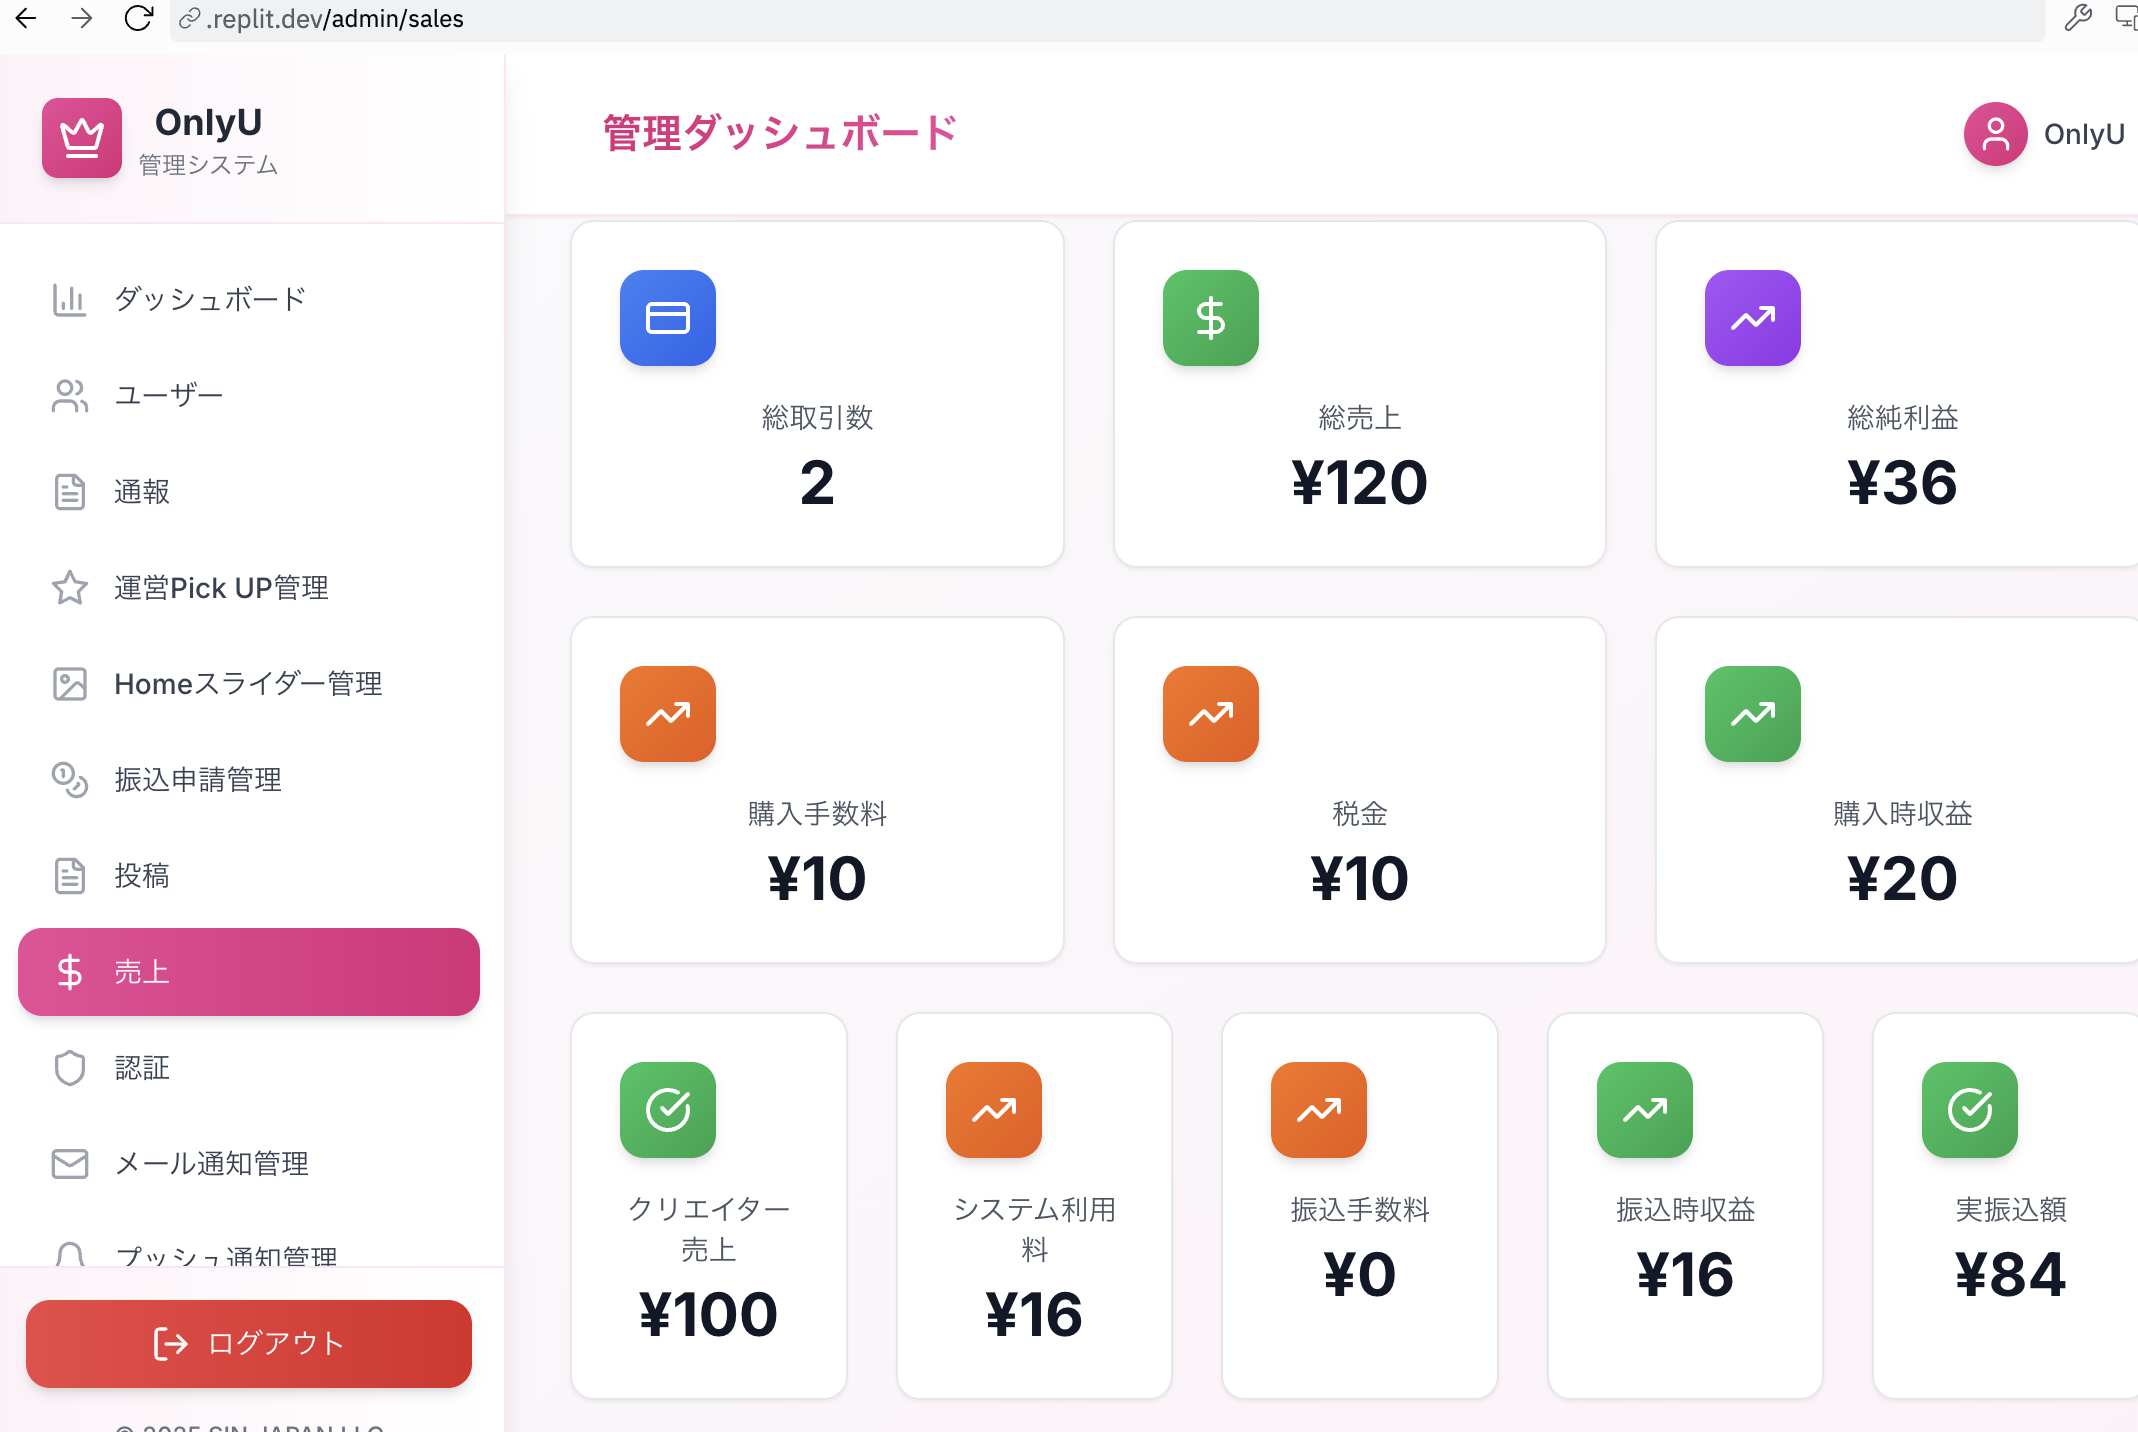 .replit.dev/admin/sales
OnlyU
管理システム
管理ダッシュボード
OnlyU
ダッシュボード
ユーザー
通報
運営Pick UP管理
Homeスライダー管理
振込申請管理
投稿
売上
認証
メール通知管理
プッシュ通知管理
ログアウト
© 2025 SIN JAPAN LLC
総取引数
2
総売上
¥120
総純利益
¥36
購入手数料
¥10
税金
¥10
購入時収益
¥20
クリエイター
売上
¥100
システム利用
料
¥16
振込手数料
¥0
振込時収益
¥16
実振込額
¥84